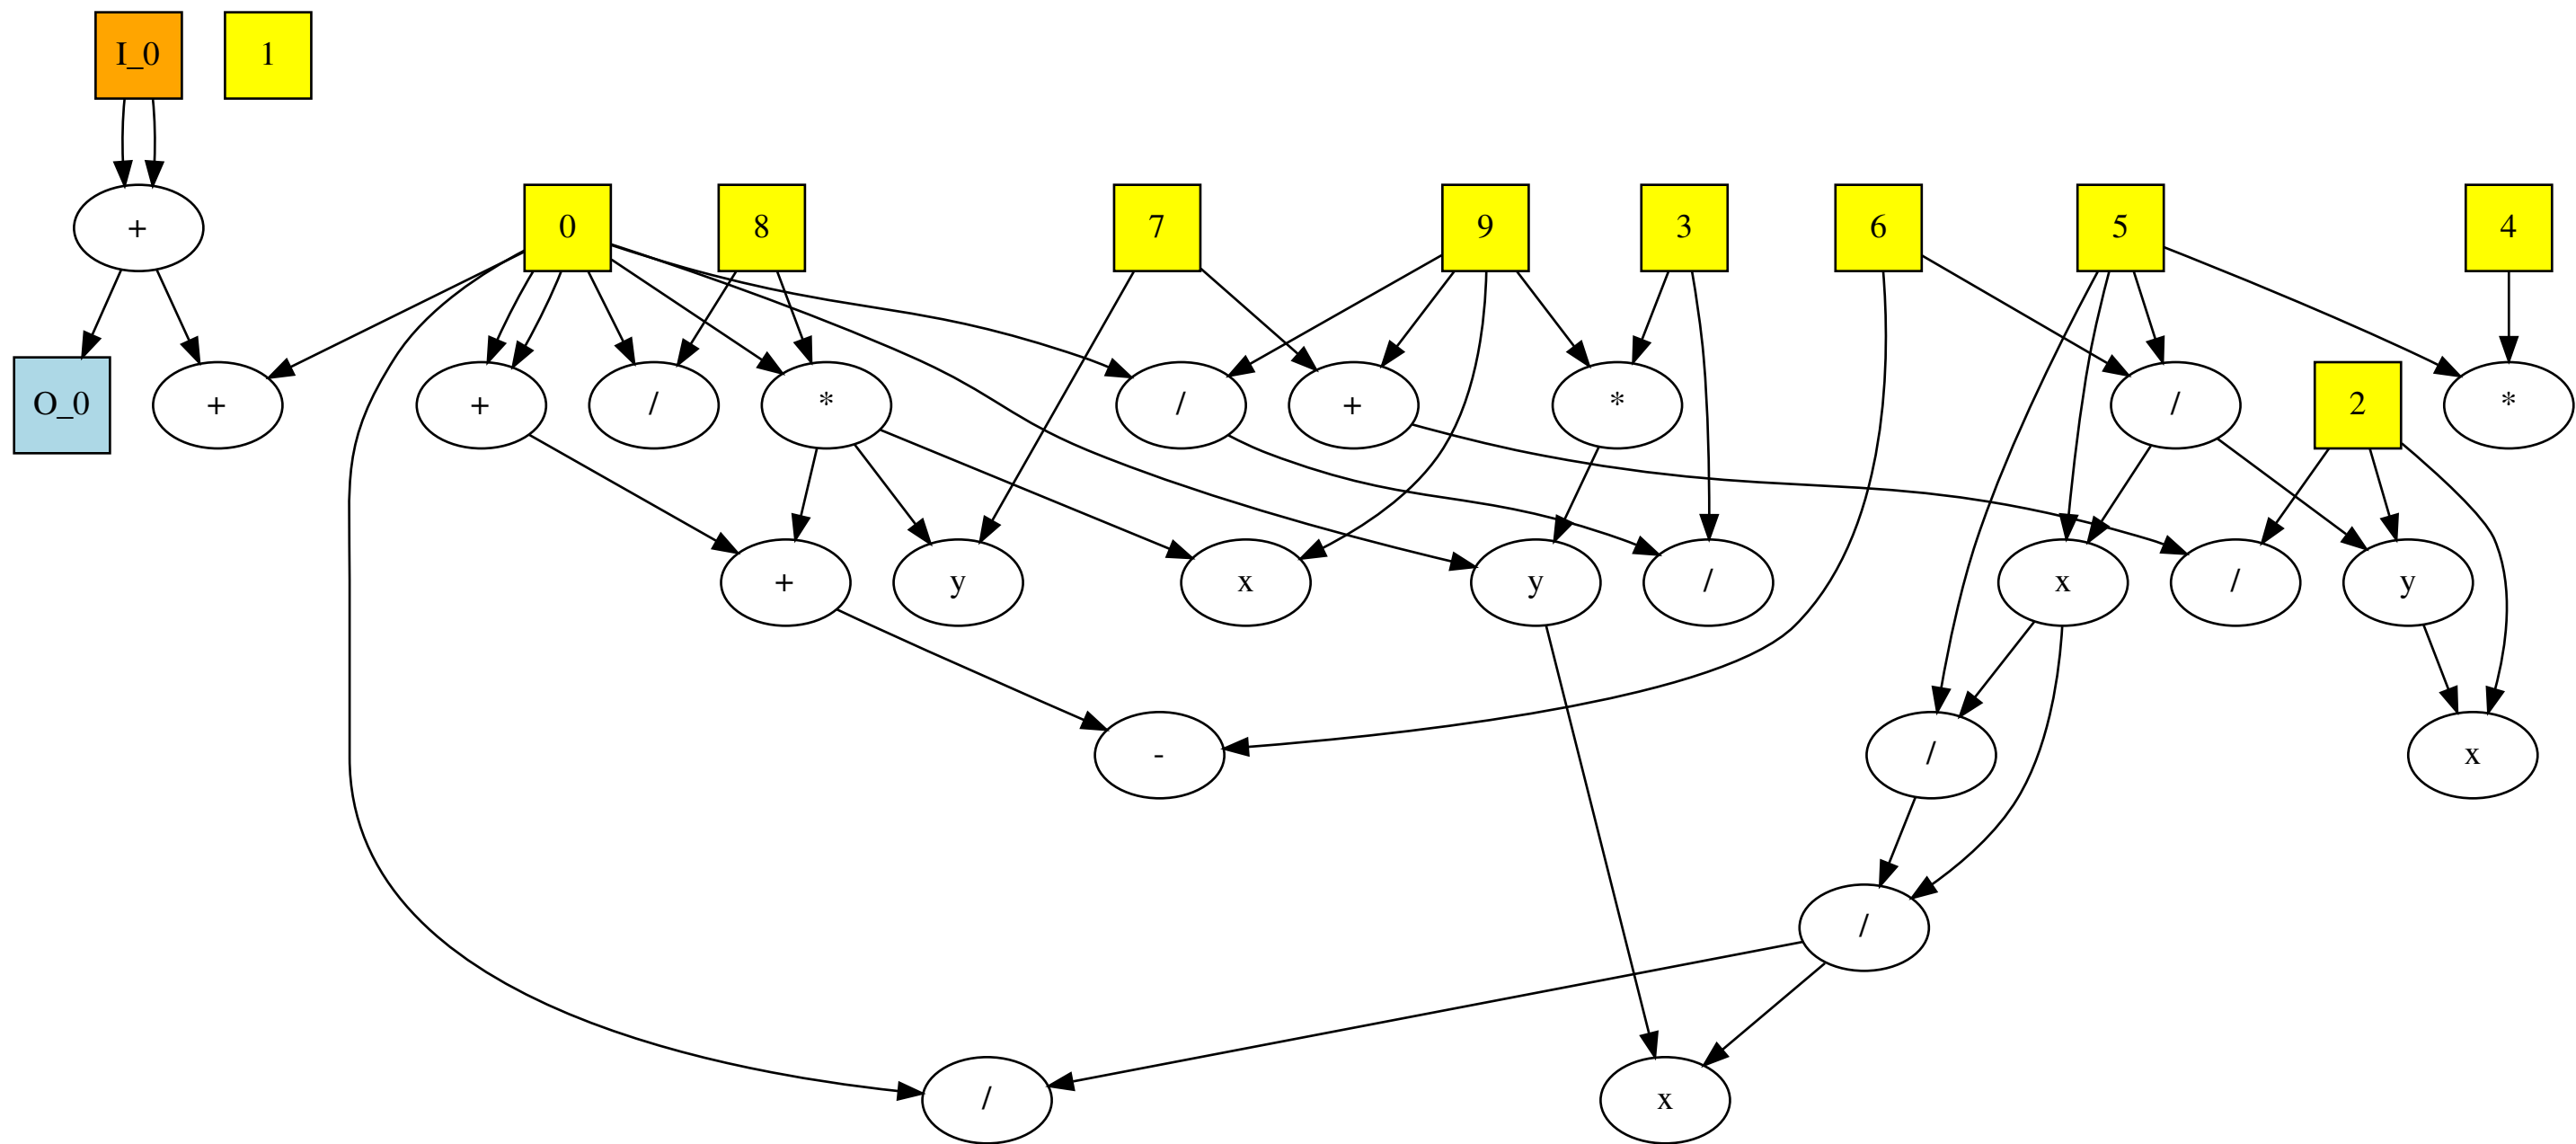 I_0 1
+ 0 8 7 9 3 6 5 4
O_0 + + / * / + * / 2 *
+ y x y / x / y
- / x
/
/ x